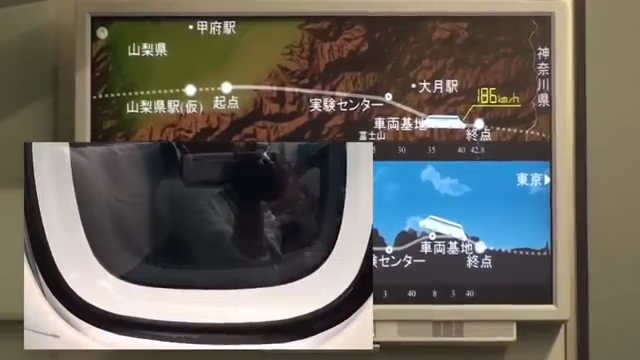 ・甲府駅
山梨県
神奈川県
・大月駅
186km/h
山梨県駅(仮)
起点
実験センター
車両基地
終点
富士山
35 30 35 40 42.8
東京▶
験センター
車両基地
終点
3 40 8 3 40